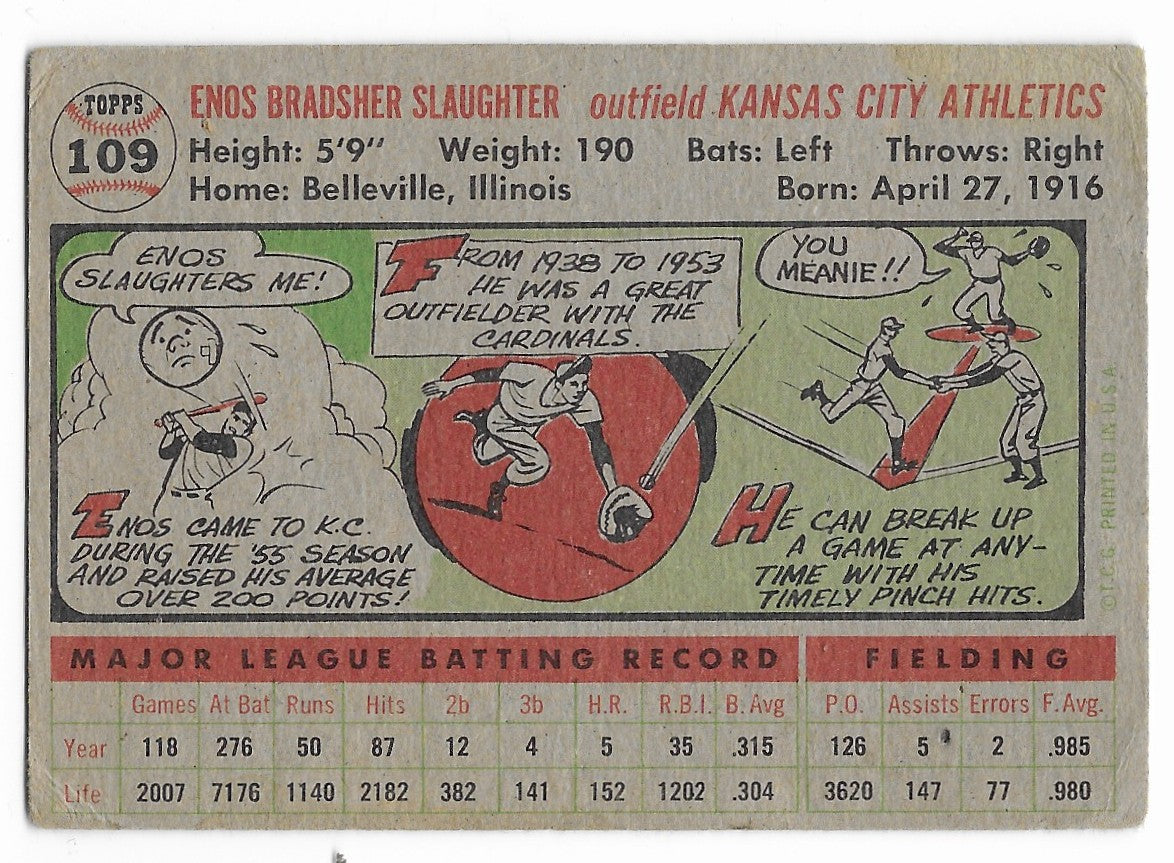 TOPPS
109
ENOS BRADSHER SLAUGHTER outfield KANSAS CITY ATHLETICS
Height: 5'9" Weight: 190 Bats: Left Throws: Right
Home: Belleville, Illinois Born: April 27, 1916
ENOS
SLAUGHTERS ME!
ENOS CAME TO K.C.
DURING THE '55 SEASON
AND RAISED HIS AVERAGE
OVER 200 POINTS!
FROM 1938 TO 1953
HE WAS A GREAT
OUTFIELDER WITH THE
CARDINALS.
YOU
MEANIE!!
HE CAN BREAK UP
A GAME AT ANY-
TIME WITH HIS
TIMELY PINCH HITS.
© T.C.G. PRINTED IN U.S.A.
MAJOR LEAGUE BATTING RECORD FIELDING
Games At Bat Runs Hits 2b 3b H.R. R.B.I. B. Avg P.O. Assists Errors F. Avg.
Year 118 276 50 87 12 4 5 35 .315 126 5 2 .985
Life 2007 7176 1140 2182 382 141 152 1202 .304 3620 147 77 .980